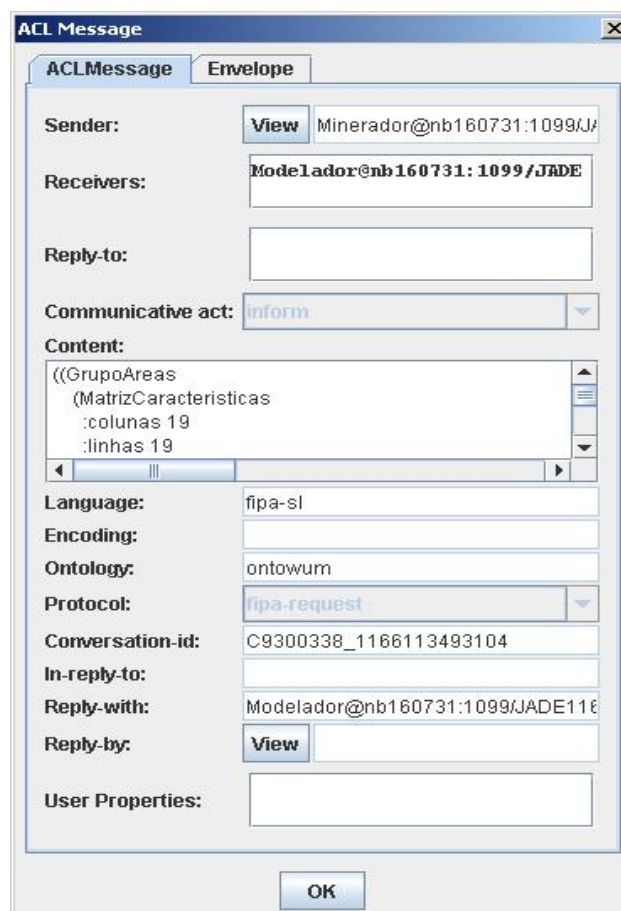 ACL Message
ACLMessage Envelope
Sender: View Minerador@nb160731:1099/JA
Receivers: Modelador@nb160731:1099/JADE
Reply-to:
Communicative act: inform
Content:
((GrupoAreas
(MatrizCaracteristicas
:colunas 19
:linhas 19
Language: fipa-sl
Encoding:
Ontology: ontowum
Protocol: fipa-request
Conversation-id: C9300338_1166113493104
In-reply-to:
Reply-with: Modelador@nb160731:1099/JADE116
Reply-by: View
User Properties:
OK